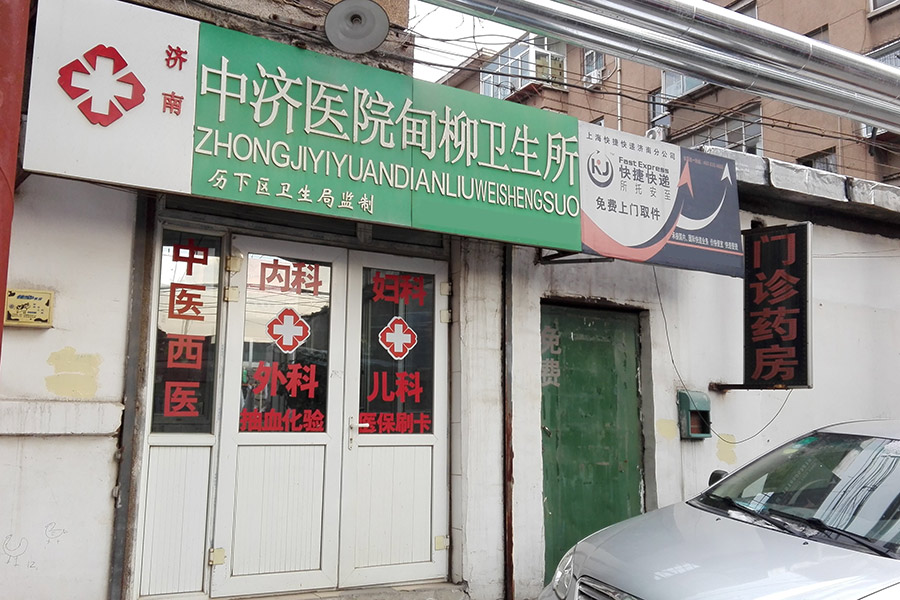 济南
中济医院甸柳卫生所
ZHONGJIYIYUANDIANLIUWEISHENGSUO
历下区卫生局监制
上海快捷快递济南分公司
KJ
Fast Express
快捷快递
所托安至
免费上门取件
门诊药房
中医西医
内科
外科
抽血化验
妇科
儿科
医保刷卡
免费